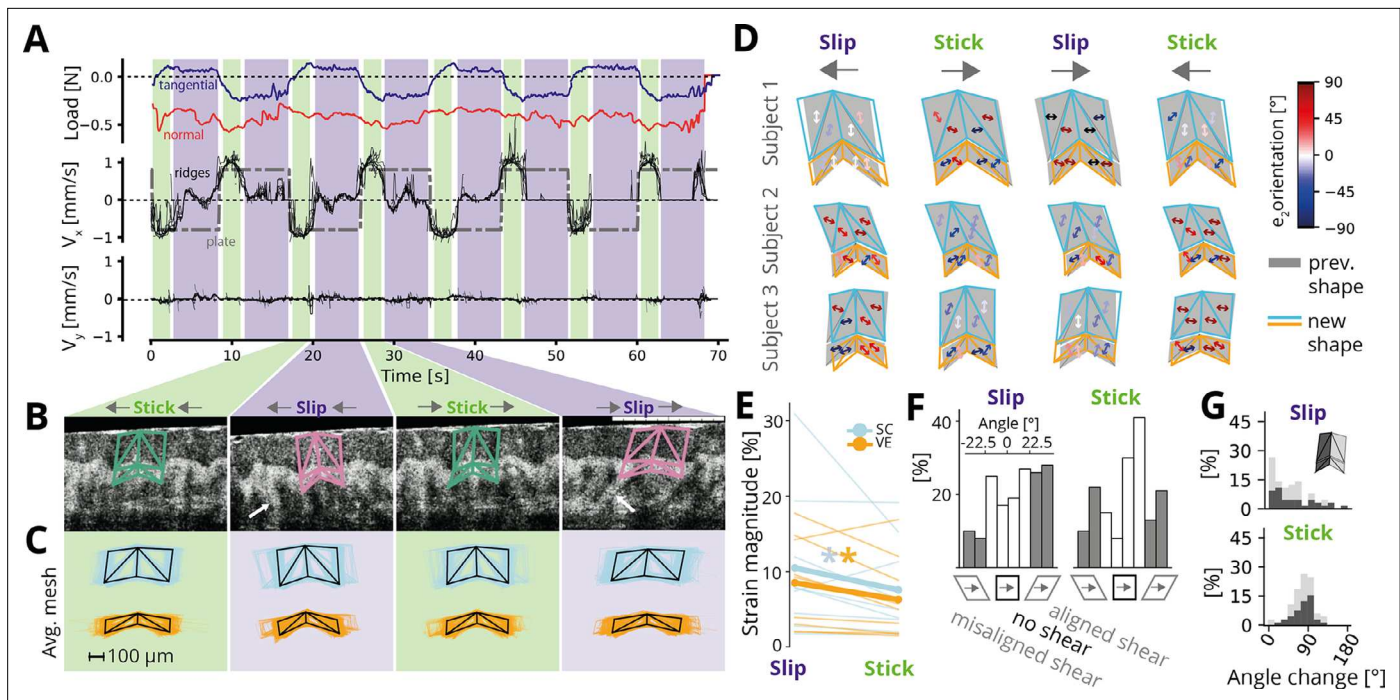 A
Load [N]
0.0
−0.5
tangential
normal
Vx [mm/s]
1
0
−1
ridges
plate
Vy [mm/s]
1
0
−1
0 10 20 30 40 50 60 70
Time [s]
B
Stick
Slip
Stick
Slip
C
Avg. mesh
100 µm
D
Slip Stick Slip Stick
Subject 1
Subject 2
Subject 3
e2 orientation [°]
90
45
0
−45
−90
prev.
shape
new
shape
E
Strain magnitude [%]
30
20
10
0
SC
VE
**
Slip Stick
F
Slip Stick
Angle [°]
-22.5 0 22.5
[%]
40
20
misaligned shear
no shear
aligned shear
G
Slip
[%]
45
30
15
0
Stick
[%]
45
30
15
0
0 90 180
Angle change [°]